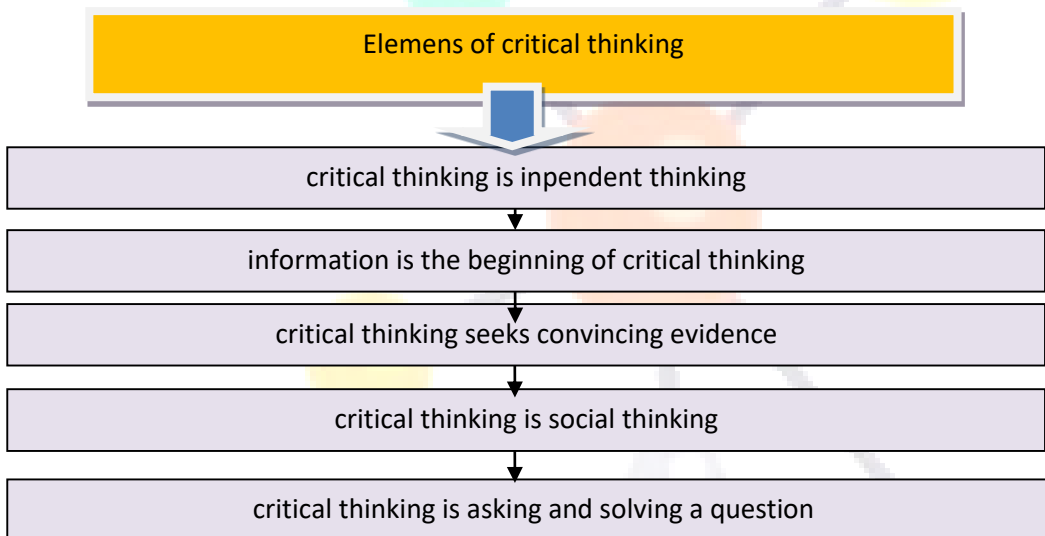 Elemens of critical thinking
critical thinking is inpendent thinking
information is the beginning of critical thinking
critical thinking seeks convincing evidence
critical thinking is social thinking
critical thinking is asking and solving a question